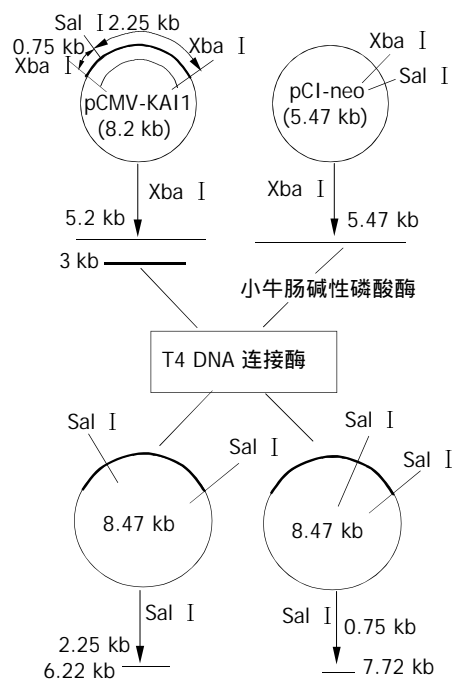 Sal Ⅰ 2.25 kb
0.75 kb
Xba Ⅰ
Xba Ⅰ
pCMV-KAI1
(8.2 kb)
Xba Ⅰ
Sal Ⅰ
pCI-neo
(5.47 kb)
Xba Ⅰ
Xba Ⅰ
5.2 kb
5.47 kb
3 kb
小牛肠碱性磷酸酶
T4 DNA 连接酶
Sal Ⅰ
Sal Ⅰ
8.47 kb
Sal Ⅰ
Sal Ⅰ
8.47 kb
Sal Ⅰ
2.25 kb
6.22 kb
Sal Ⅰ
0.75 kb
7.72 kb